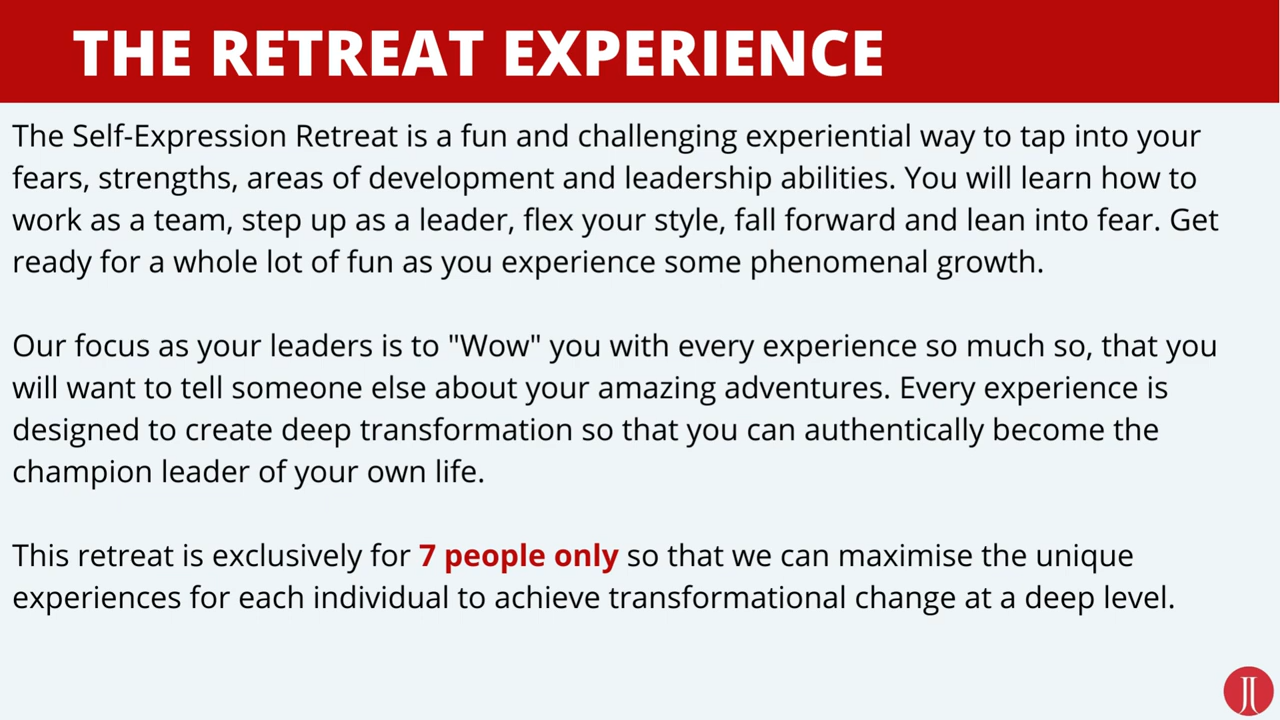 THE RETREAT EXPERIENCE
The Self-Expression Retreat is a fun and challenging experiential way to tap into your
fears, strengths, areas of development and leadership abilities. You will learn how to
work as a team, step up as a leader, flex your style, fall forward and lean into fear. Get
ready for a whole lot of fun as you experience some phenomenal growth.
Our focus as your leaders is to "Wow" you with every experience so much so, that you
will want to tell someone else about your amazing adventures. Every experience is
designed to create deep transformation so that you can authentically become the
champion leader of your own life.
This retreat is exclusively for 7 people only so that we can maximise the unique
experiences for each individual to achieve transformational change at a deep level.